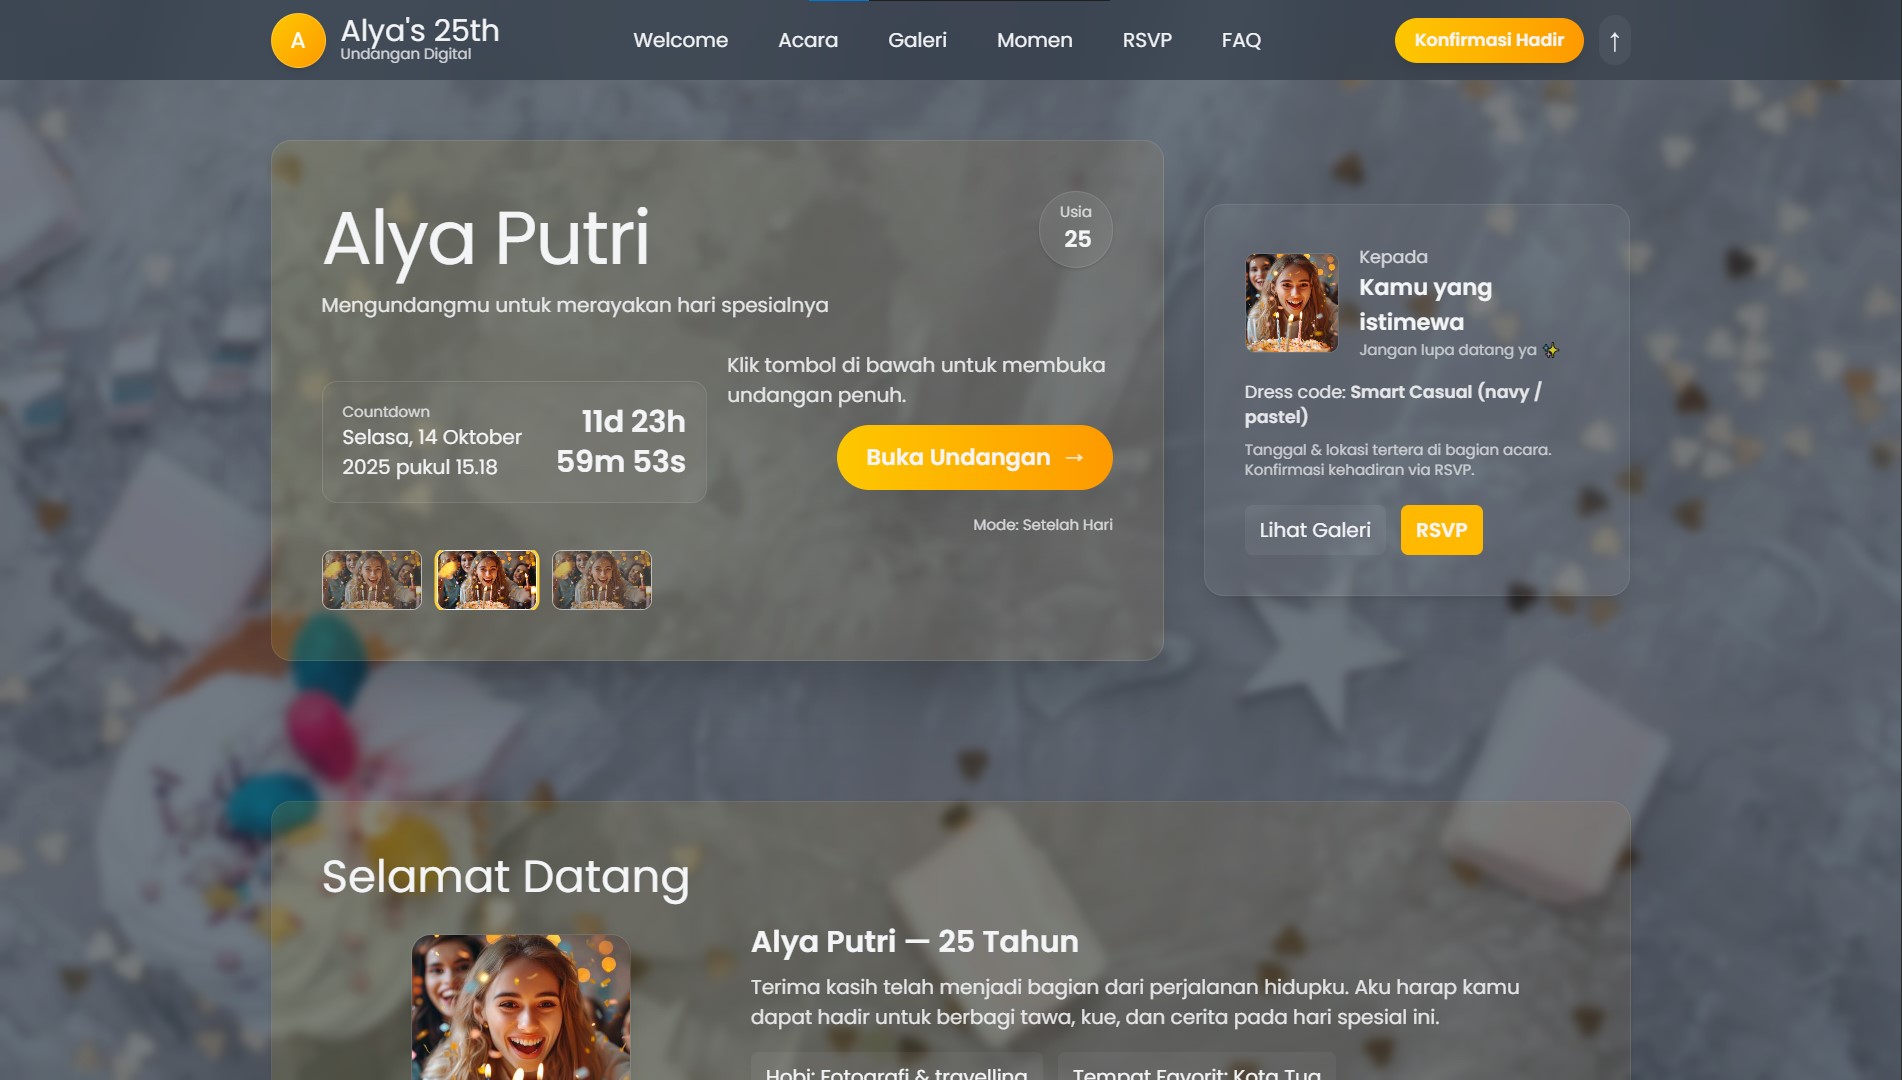 A
Alya's 25th
Undangan Digital
Welcome
Acara
Galeri
Momen
RSVP
FAQ
Konfirmasi Hadir
↑
Alya Putri
Mengundangmu untuk merayakan hari spesialnya
Usia
25
Countdown
Selasa, 14 Oktober
2025 pukul 15.18
11d 23h
59m 53s
Klik tombol di bawah untuk membuka
undangan penuh.
Buka Undangan →
Mode: Setelah Hari
Kepada
Kamu yang
istimewa
Jangan lupa datang ya ✨
Dress code: Smart Casual (navy /
pastel)
Tanggal & lokasi tertera di bagian acara.
Konfirmasi kehadiran via RSVP.
Lihat Galeri
RSVP
Selamat Datang
Alya Putri — 25 Tahun
Terima kasih telah menjadi bagian dari perjalanan hidupku. Aku harap kamu
dapat hadir untuk berbagi tawa, kue, dan cerita pada hari spesial ini.
Hobi: Fotografi & travelling
Tempat Favorit: Kota Tua